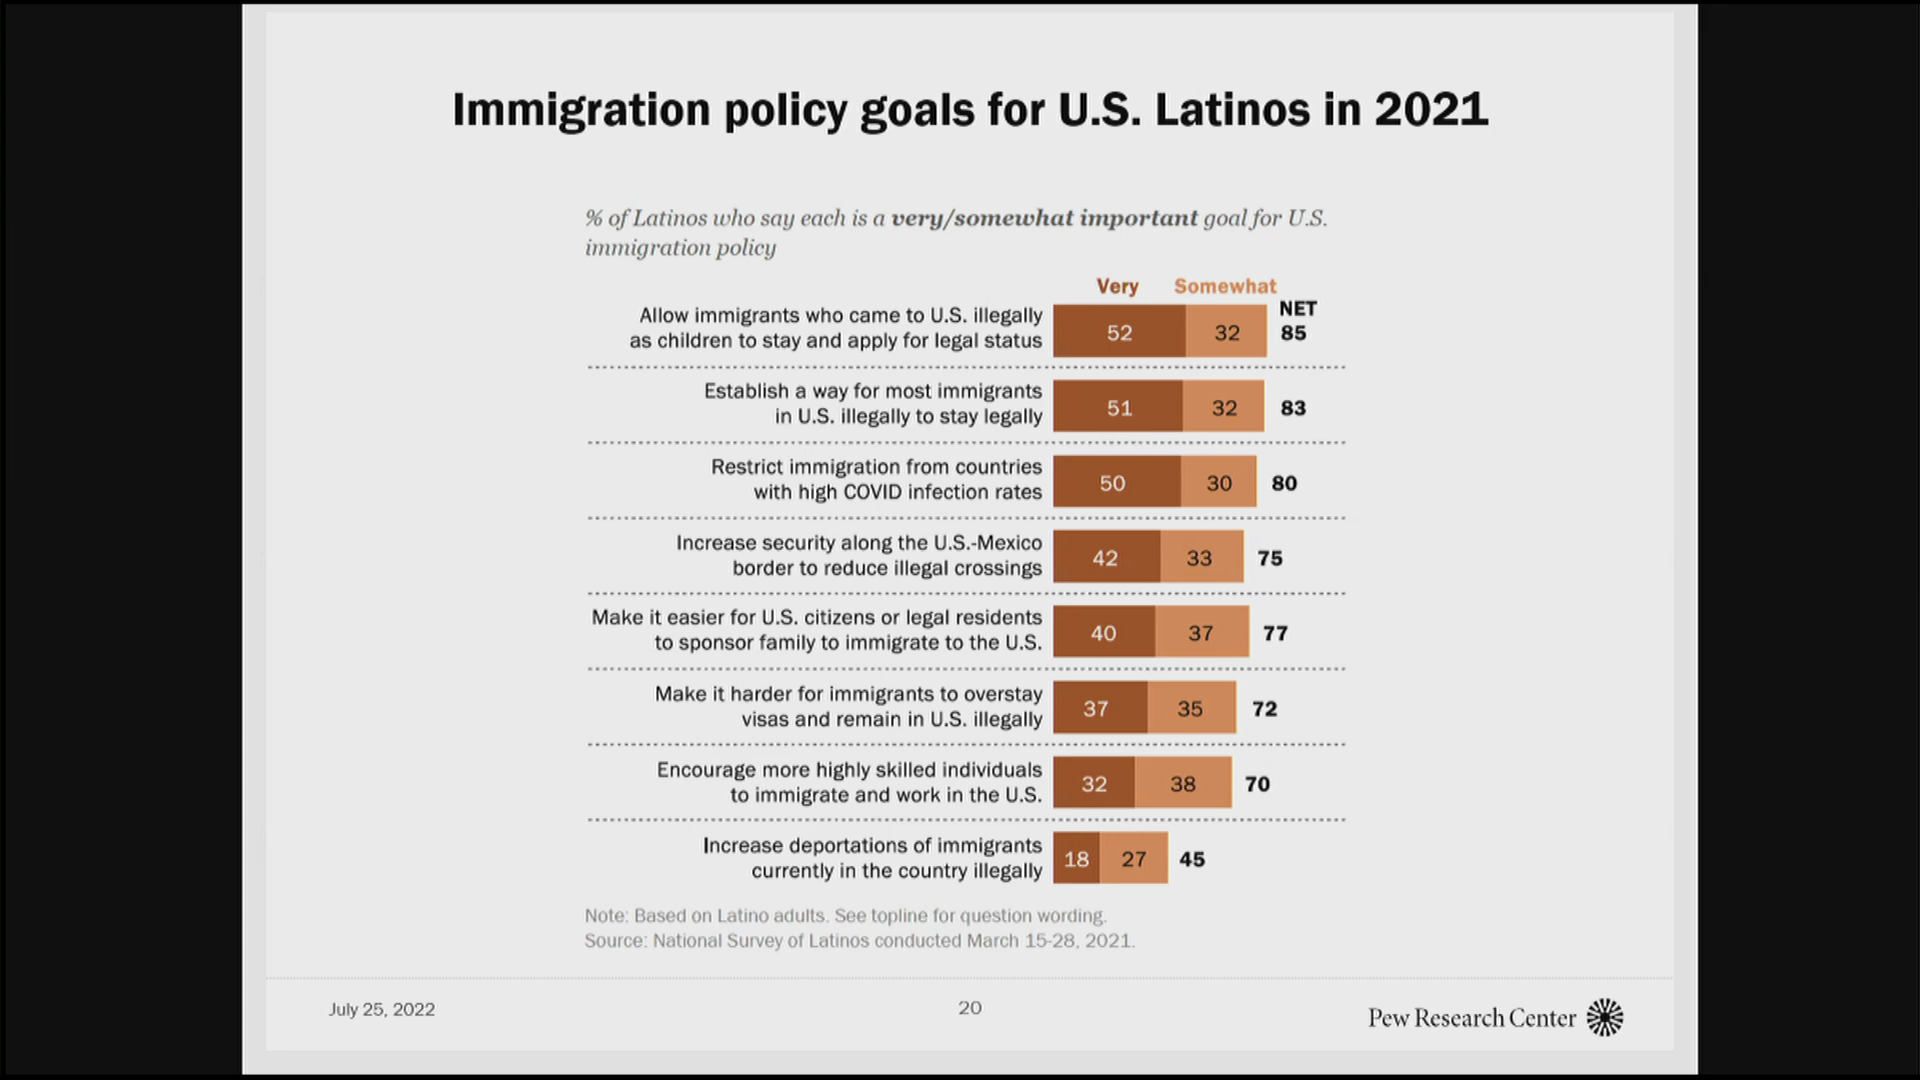 Immigration policy goals for U.S. Latinos in 2021
% of Latinos who say each is a very/somewhat important goal for U.S.
immigration policy
Very Somewhat
NET
Allow immigrants who came to U.S. illegally
as children to stay and apply for legal status
52 32 85
Establish a way for most immigrants
in U.S. illegally to stay legally
51 32 83
Restrict immigration from countries
with high COVID infection rates
50 30 80
Increase security along the U.S.-Mexico
border to reduce illegal crossings
42 33 75
Make it easier for U.S. citizens or legal residents
to sponsor family to immigrate to the U.S.
40 37 77
Make it harder for immigrants to overstay
visas and remain in U.S. illegally
37 35 72
Encourage more highly skilled individuals
to immigrate and work in the U.S.
32 38 70
Increase deportations of immigrants
currently in the country illegally
18 27 45
Note: Based on Latino adults. See topline for question wording.
Source: National Survey of Latinos conducted March 15-28, 2021.
July 25, 2022
20
Pew Research Center